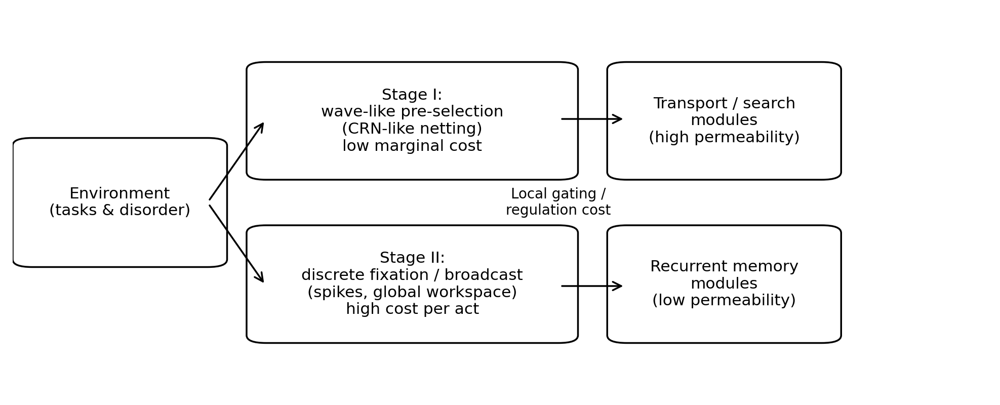 Environment
(tasks & disorder)
Stage I:
wave-like pre-selection
(CRN-like netting)
low marginal cost
Transport / search
modules
(high permeability)
Local gating /
regulation cost
Stage II:
discrete fixation / broadcast
(spikes, global workspace)
high cost per act
Recurrent memory
modules
(low permeability)